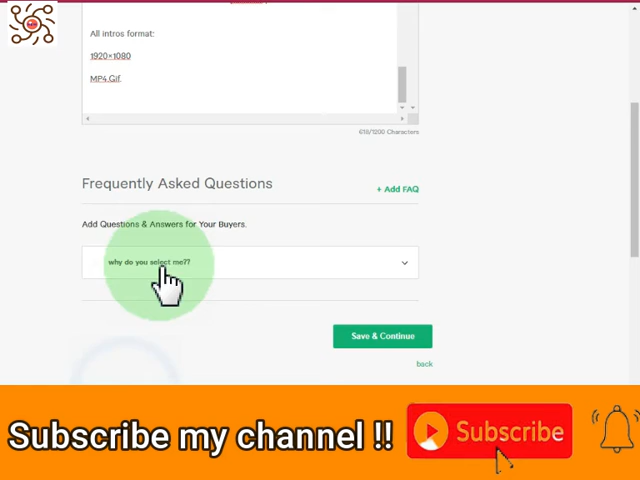 All intros format:
1920×1080
MP4.Gif.
618/1200 Characters
Frequently Asked Questions
+ Add FAQ
Add Questions & Answers for Your Buyers.
why do you select me??
Save & Continue
back
Subscribe my channel !!
Subscribe